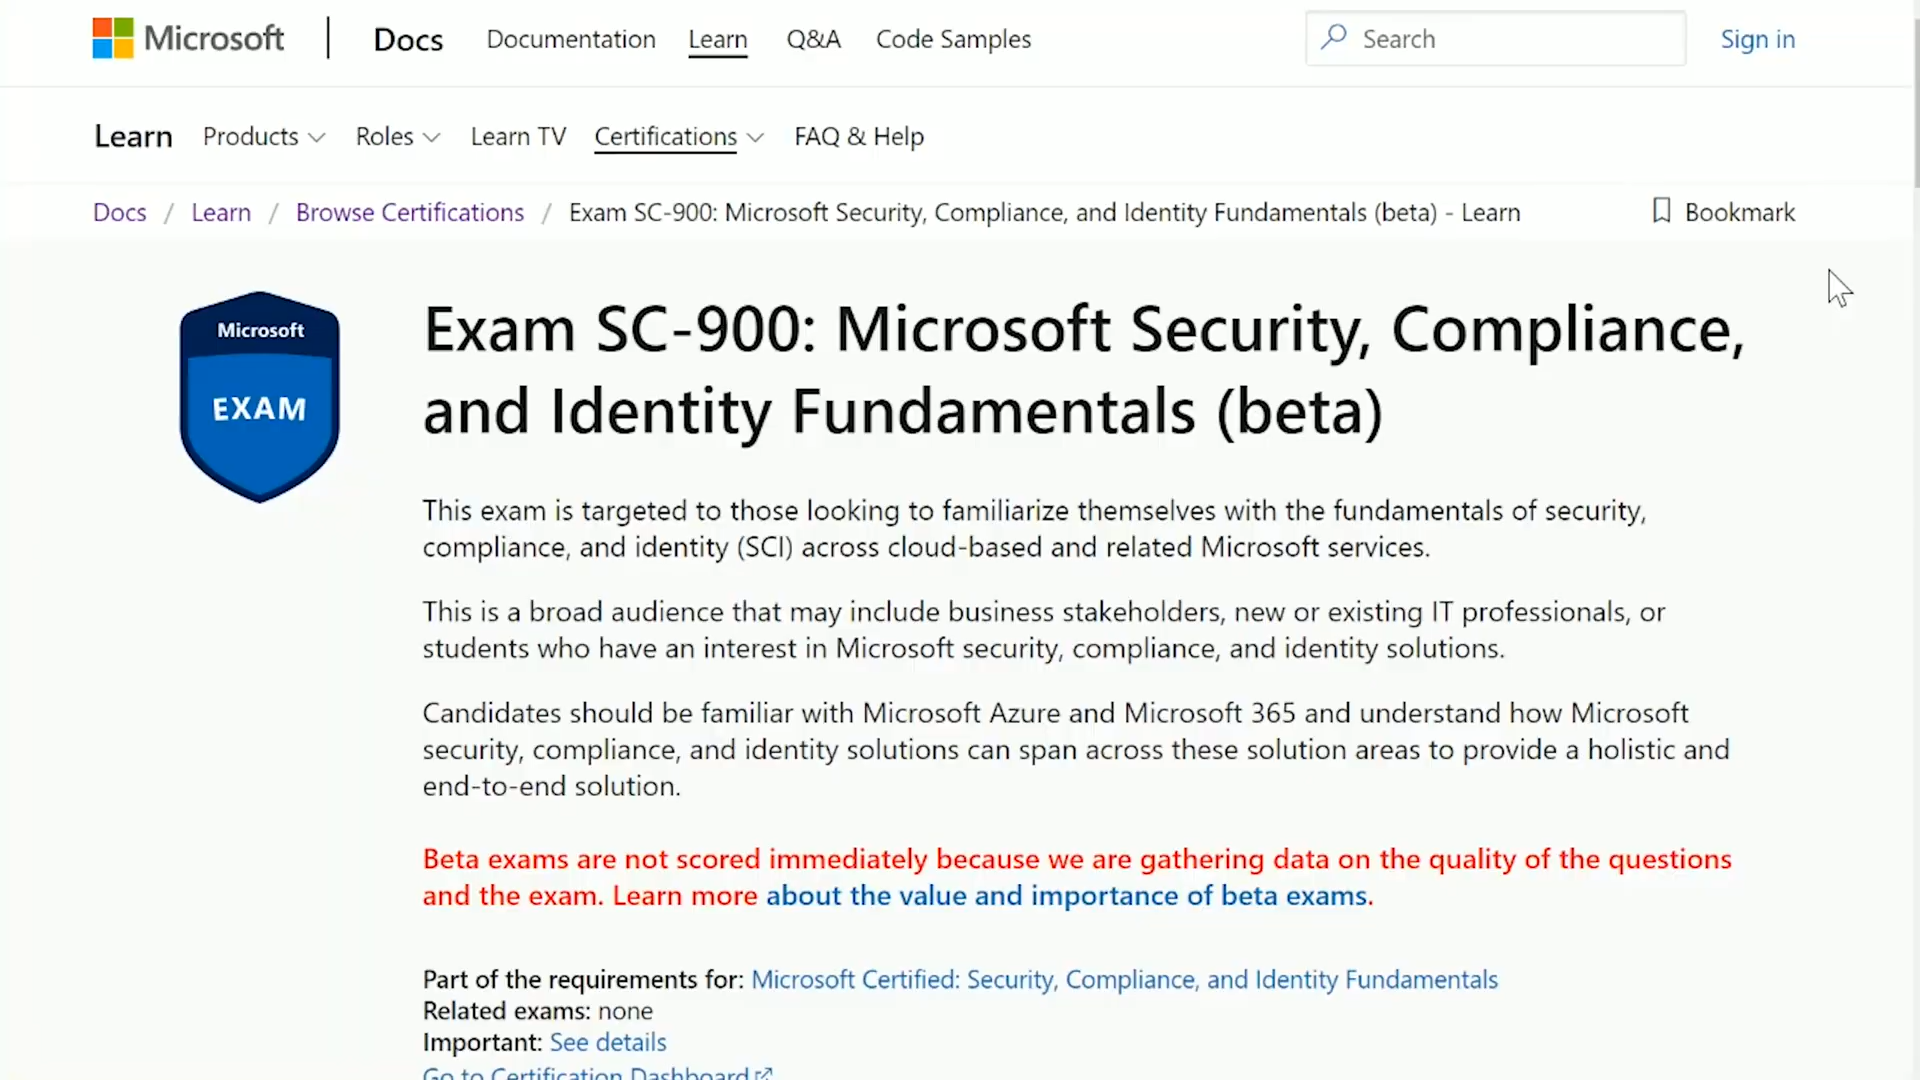 Microsoft
Docs Documentation Learn Q&A Code Samples Search Sign in
Learn Products Roles Learn TV Certifications FAQ & Help
Docs / Learn / Browse Certifications / Exam SC-900: Microsoft Security, Compliance, and Identity Fundamentals (beta) - Learn Bookmark
Microsoft
EXAM
Exam SC-900: Microsoft Security, Compliance,
and Identity Fundamentals (beta)
This exam is targeted to those looking to familiarize themselves with the fundamentals of security,
compliance, and identity (SCI) across cloud-based and related Microsoft services.
This is a broad audience that may include business stakeholders, new or existing IT professionals, or
students who have an interest in Microsoft security, compliance, and identity solutions.
Candidates should be familiar with Microsoft Azure and Microsoft 365 and understand how Microsoft
security, compliance, and identity solutions can span across these solution areas to provide a holistic and
end-to-end solution.
Beta exams are not scored immediately because we are gathering data on the quality of the questions
and the exam. Learn more about the value and importance of beta exams.
Part of the requirements for: Microsoft Certified: Security, Compliance, and Identity Fundamentals
Related exams: none
Important: See details
Go to Certification Dashboard